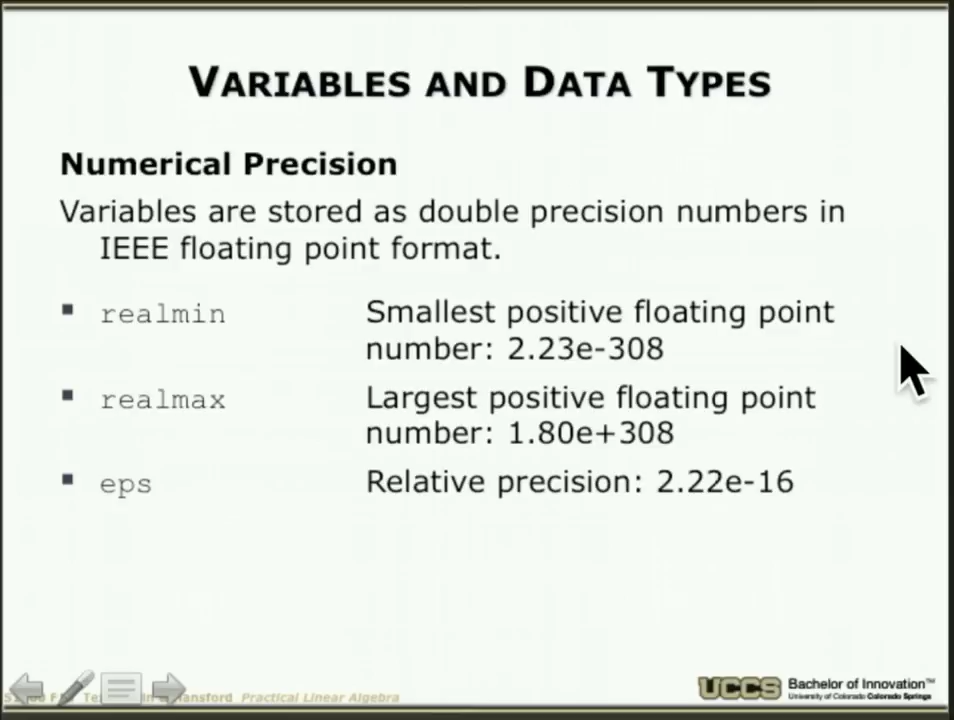 VARIABLES AND DATA TYPES
Numerical Precision
Variables are stored as double precision numbers in
IEEE floating point format.
▪ realmin Smallest positive floating point
number: 2.23e-308
▪ realmax Largest positive floating point
number: 1.80e+308
▪ eps Relative precision: 2.22e-16
Practical Linear Algebra
UCCS Bachelor of Innovation™
University of Colorado Colorado Springs